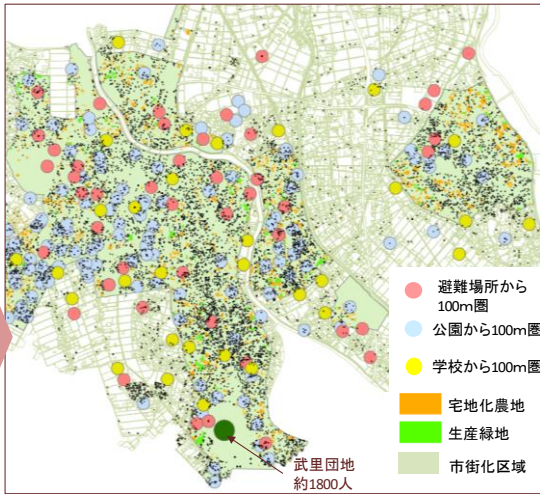 避難場所から
100m圏
公園から100m圏
学校から100m圏
宅地化農地
生産緑地
市街化区域
武里団地
約1800人